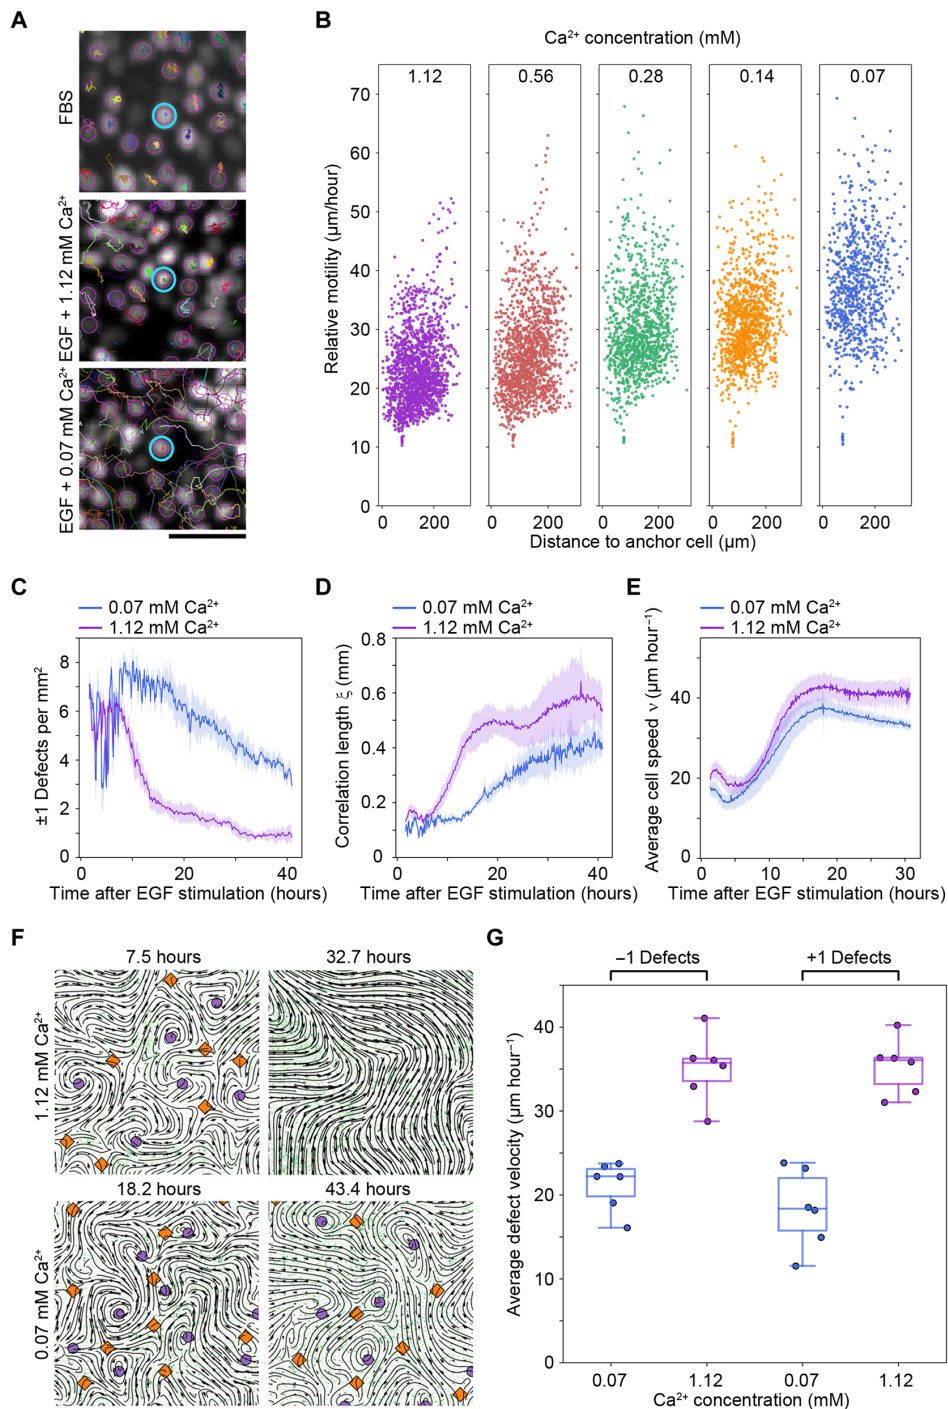 A
FBS
EGF + 1.12 mM Ca²⁺
EGF + 0.07 mM Ca²⁺
B
Ca²⁺ concentration (mM)
1.12 0.56 0.28 0.14 0.07
Relative motility (μm/hour)
70
60
50
40
30
20
10
0
0 200 0 200 0 200 0 200 0 200
Distance to anchor cell (μm)
C
0.07 mM Ca²⁺
1.12 mM Ca²⁺
±1 Defects per mm²
8
6
4
2
0
0 20 40
Time after EGF stimulation (hours)
D
0.07 mM Ca²⁺
1.12 mM Ca²⁺
Correlation length ξ (mm)
0.8
0.6
0.4
0.2
0
0 10 20 30 40
Time after EGF stimulation (hours)
E
0.07 mM Ca²⁺
1.12 mM Ca²⁺
Average cell speed ν (μm hour⁻¹)
40
20
0
0 10 20 30
Time after EGF stimulation (hours)
F
7.5 hours 32.7 hours
1.12 mM Ca²⁺
18.2 hours 43.4 hours
0.07 mM Ca²⁺
G
−1 Defects +1 Defects
Average defect velocity (μm hour⁻¹)
40
30
20
10
0
0.07 1.12 0.07 1.12
Ca²⁺ concentration (mM)